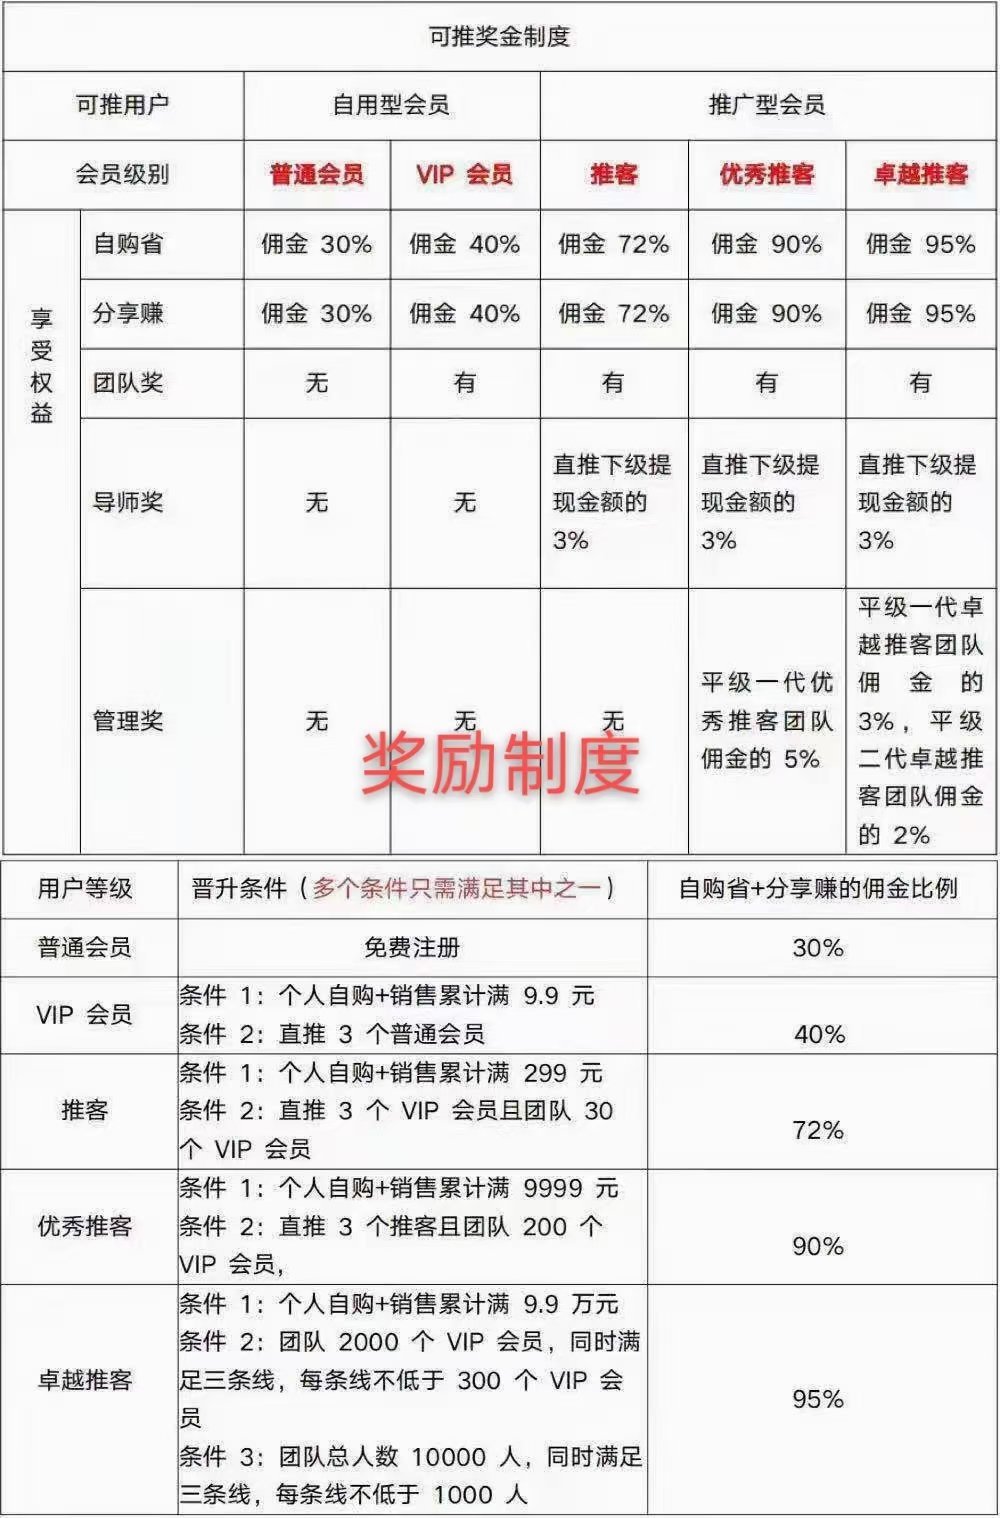 可推奖金制度
可推用户 自用型会员 推广型会员
会员级别 普通会员 VIP 会员 推客 优秀推客 卓越推客
享受权益
自购省 佣金 30% 佣金 40% 佣金 72% 佣金 90% 佣金 95%
分享赚 佣金 30% 佣金 40% 佣金 72% 佣金 90% 佣金 95%
团队奖 无 有 有 有 有
导师奖 无 无
直推下级提
现金额的
3%
直推下级提
现金额的
3%
直推下级提
现金额的
3%
管理奖 无 无 无
平级一代优
秀推客团队
佣金的 5%
平级一代卓
越推客团队
佣金的
3%，平级
二代卓越推
客团队佣金
的 2%
奖励制度
用户等级 晋升条件（多个条件只需满足其中之一） 自购省+分享赚的佣金比例
普通会员 免费注册 30%
VIP 会员
条件 1：个人自购+销售累计满 9.9 元
条件 2：直推 3 个普通会员
40%
推客
条件 1：个人自购+销售累计满 299 元
条件 2：直推 3 个 VIP 会员且团队 30
个 VIP 会员
72%
优秀推客
条件 1：个人自购+销售累计满 9999 元
条件 2：直推 3 个推客且团队 200 个
VIP 会员，
90%
卓越推客
条件 1：个人自购+销售累计满 9.9 万元
条件 2：团队 2000 个 VIP 会员，同时满
足三条线，每条线不低于 300 个 VIP 会
员
条件 3：团队总人数 10000 人，同时满足
三条线，每条线不低于 1000 人
95%